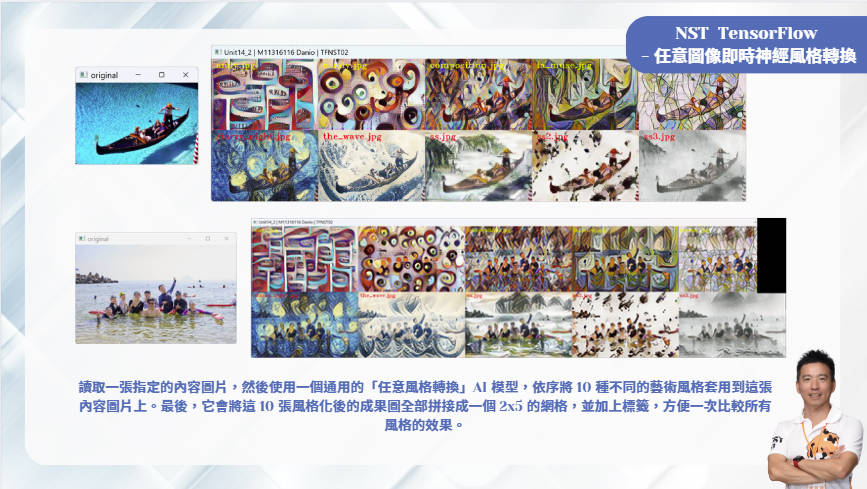 NST TensorFlow
- 任意圖像即時神經風格轉換
original
Unit14_2 | M11316116 Danio | TFNST02
candy.jpg
composition.jpg
la_muse.jpg
starry_night.jpg
the_wave.jpg
ss.jpg
ss2.jpg
ss3.jpg
original
Unit14_2 | M11316116 Danio | TFNST02
the_wave.jpg
ss.jpg
ss2.jpg
ss3.jpg
讀取一張指定的內容圖片，然後使用一個通用的「任意風格轉換」AI 模型，依序將 10 種不同的藝術風格套用到這張
內容圖片上。最後，它會將這 10 張風格化後的成果圖全部拼接成一個 2x5 的網格，並加上標籤，方便一次比較所有
風格的效果。